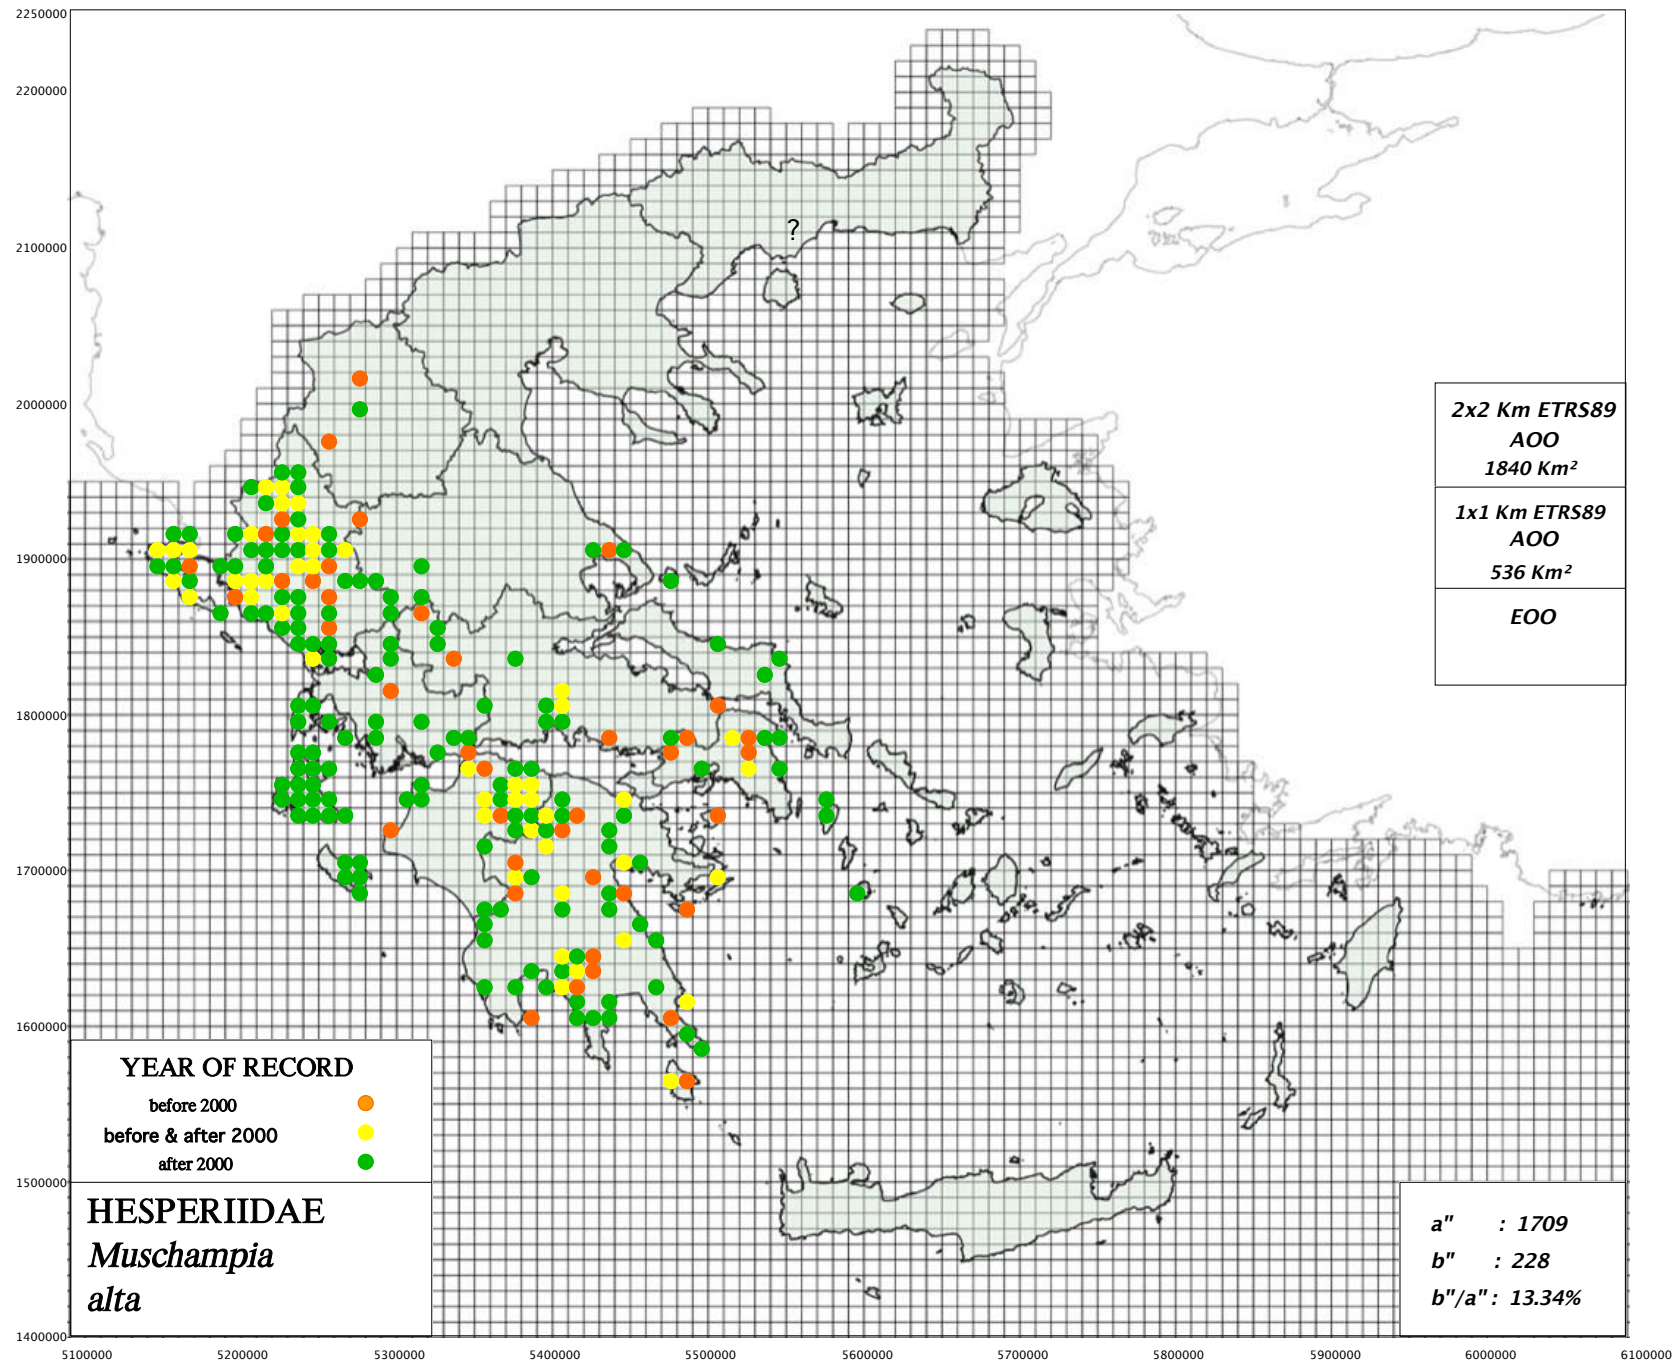 2250000
2200000
2100000
2000000
1900000
1800000
1700000
1600000
1500000
1400000
?
2x2 Km ETRS89
AOO
1840 Km²
1x1 Km ETRS89
AOO
536 Km²
EOO
YEAR OF RECORD
before 2000
before & after 2000
after 2000
HESPERIIDAE
Muschampia
alta
a" : 1709
b" : 228
b"/a" : 13.34%
5100000 5200000 5300000 5400000 5500000 5600000 5700000 5800000 5900000 6000000 6100000